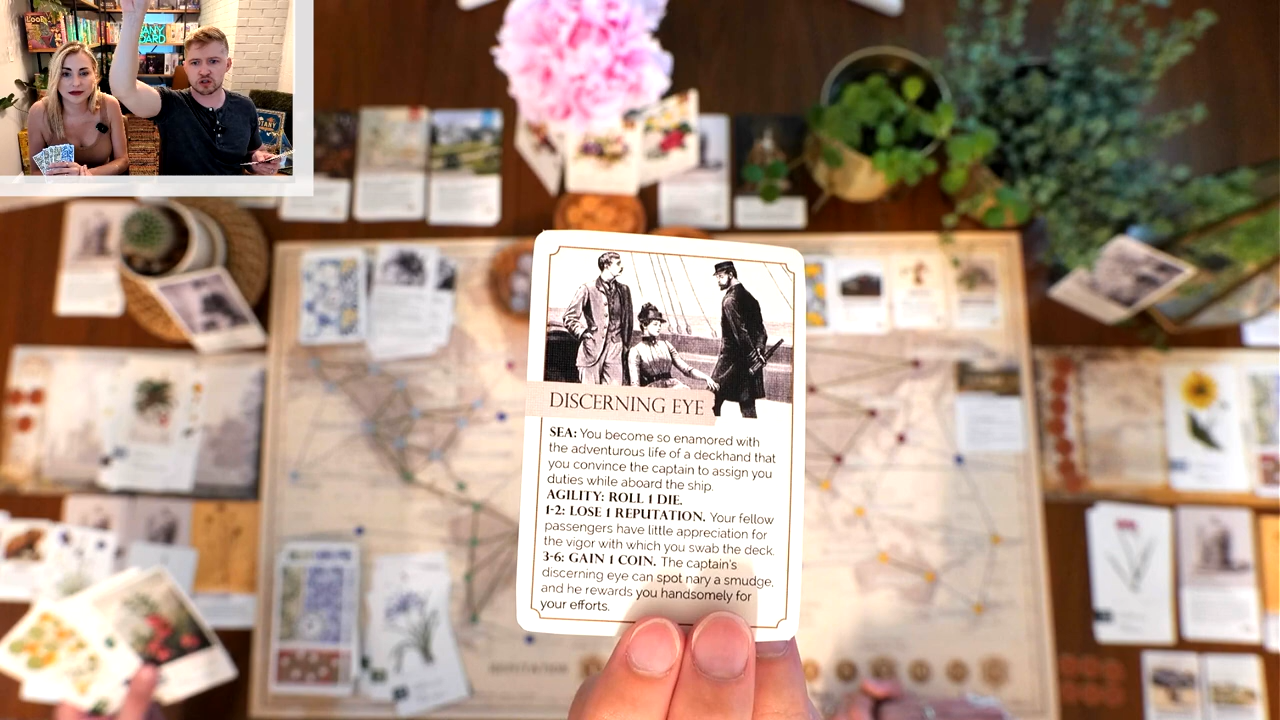 DISCERNING EYE
SEA: You become so enamored with
the adventurous life of a deckhand that
you convince the captain to assign you
duties while aboard the ship.
AGILITY: ROLL 1 DIE.
1-2: LOSE 1 REPUTATION. Your fellow
passengers have little appreciation for
the vigor with which you swab the deck.
3-6: GAIN 1 COIN. The captain's
discerning eye can spot nary a smudge,
and he rewards you handsomely for
your efforts.